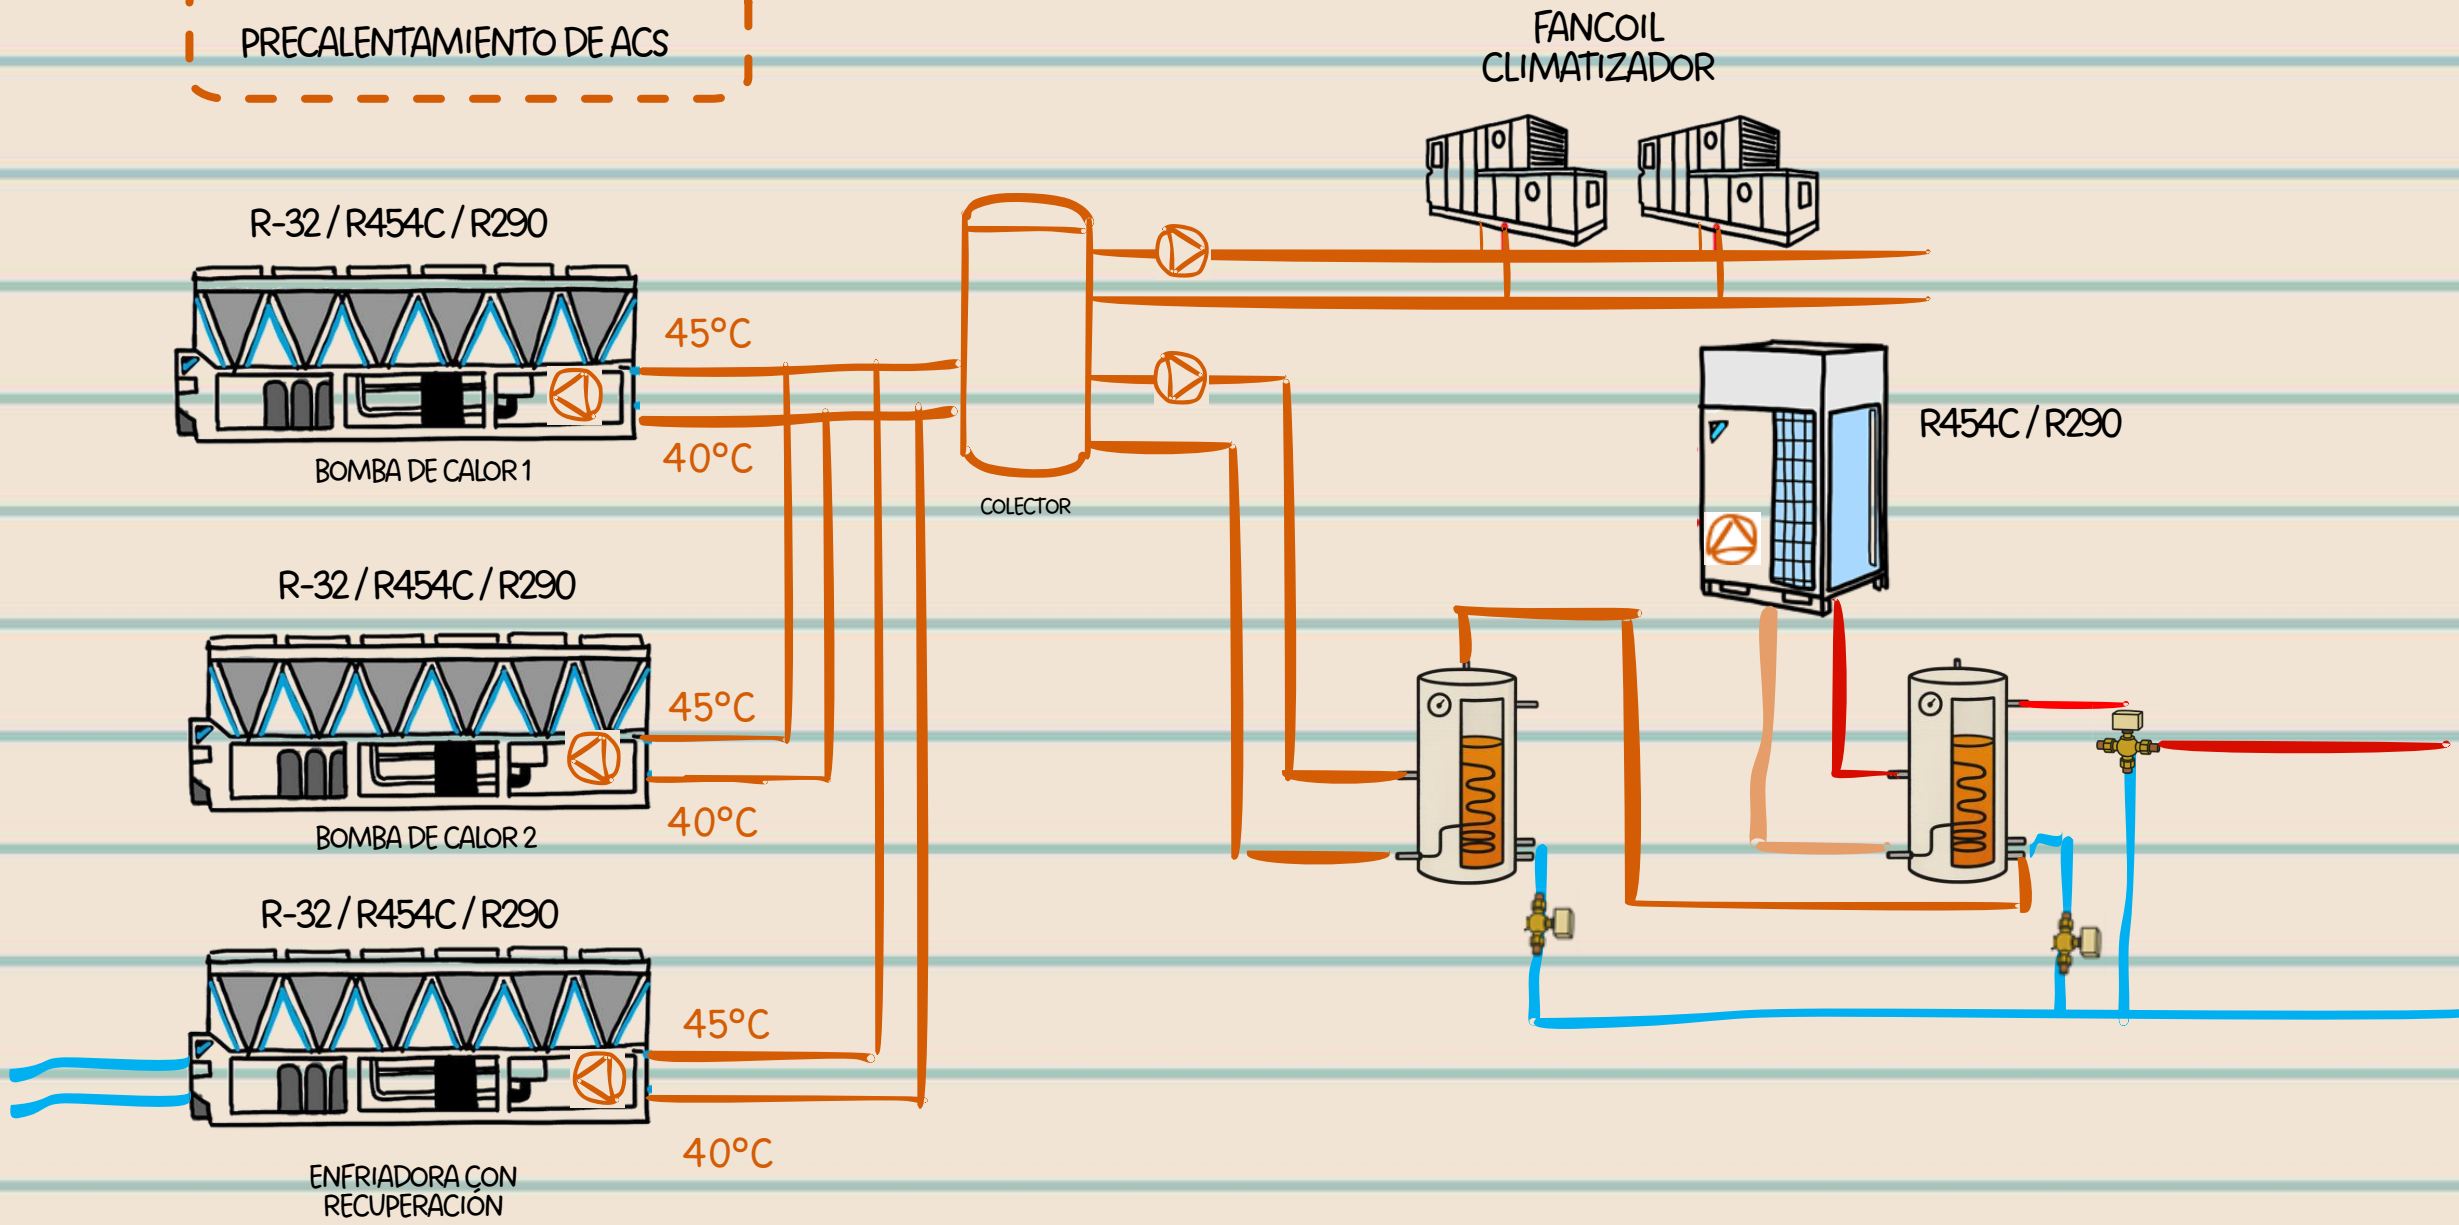 PRECALENTAMIENTO DE ACS
FANCOIL
CLIMATIZADOR
R-32 / R454C / R290
45°C
40°C
BOMBA DE CALOR 1
COLECTOR
R454C / R290
R-32 / R454C / R290
45°C
40°C
BOMBA DE CALOR 2
R-32 / R454C / R290
45°C
40°C
ENFRIADORA CON
RECUPERACIÓN